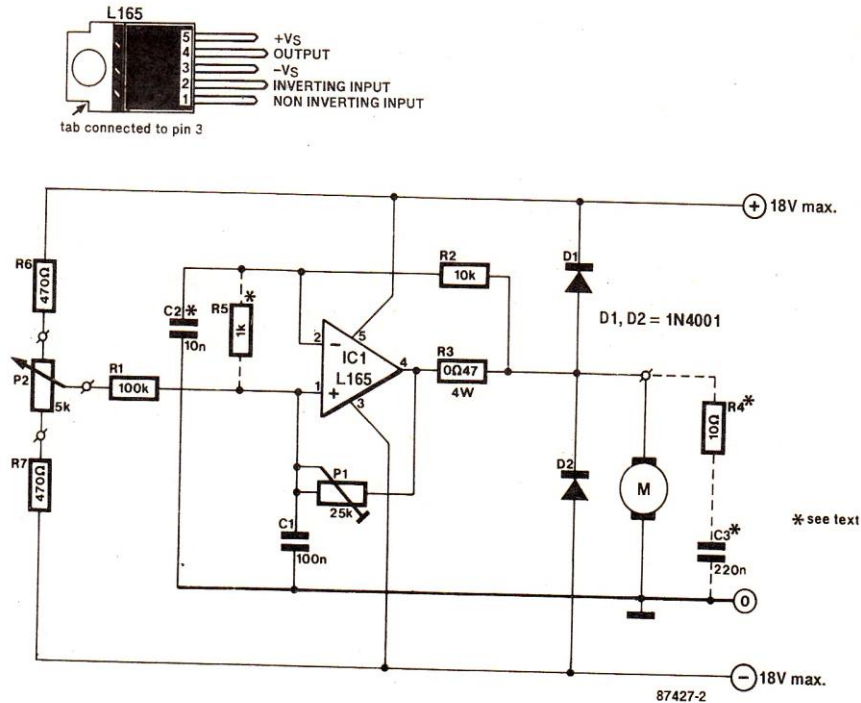 L165
5 +VS
4 OUTPUT
3 −VS
2 INVERTING INPUT
1 NON INVERTING INPUT
tab connected to pin 3
+ 18V max.
R6
470Ω
P2
5k
R7
470Ω
R1
100k
C2*
10n
R5*
1k
R2
10k
2 −
5
IC1
L165
4
1 +
3
R3
0Ω47
4W
P1
25k
C1
100n
D1
D1, D2 = 1N4001
D2
M
R4*
10Ω
C3*
220n
* see text
0
− 18V max.
87427-2